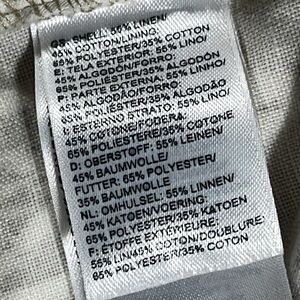 GB: SHELL: 55% LINEN/
45% COTTON/LINING:
65% POLYESTER/35% COTTON
E: TELA EXTERIOR: 55% LINO/
45% ALGODÓN/FORRO:
65% POLIÉSTER/35% ALGODÓN
P: PARTE EXTERNA: 55% LINO/
45% ALGODÃO/FORRO:
65% POLIÉSTER/35% ALGODÃO
I: ESTERNO STRATO: 55% LINO/
45% COTONE/FODERA:
65% POLIESTERE/35% COTONE
D: OBERSTOFF: 55% LEINEN/
45% BAUMWOLLE/
FUTTER: 65% POLYESTER/
35% BAUMWOLLE
NL: OMHULSEL: 55% LINNEN/
45% KATOEN/VOERING:
65% POLYESTER/35% KATOEN
F: ÉTOFFE EXTÉRIEURE:
55% LIN/45% COTON/DOUBLURE:
65% POLYESTER/35% COTON